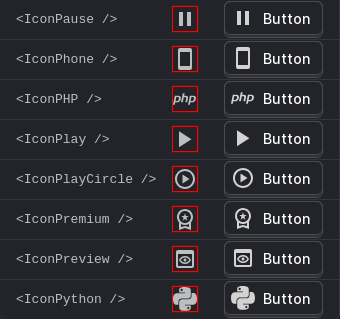 <IconPause /> Button
<IconPhone /> Button
<IconPHP /> php php Button
<IconPlay /> Button
<IconPlayCircle /> Button
<IconPremium /> Button
<IconPreview /> Button
<IconPython /> Button